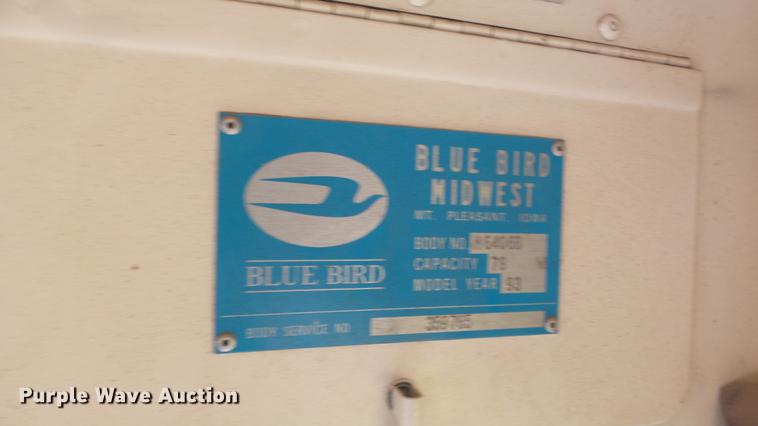 BLUE BIRD
MIDWEST
MT. PLEASANT, IOWA
BODY NO.
CAPACITY 78
MODEL YEAR 93
BLUE BIRD
BODY SERVICE NO
Purple Wave Auction